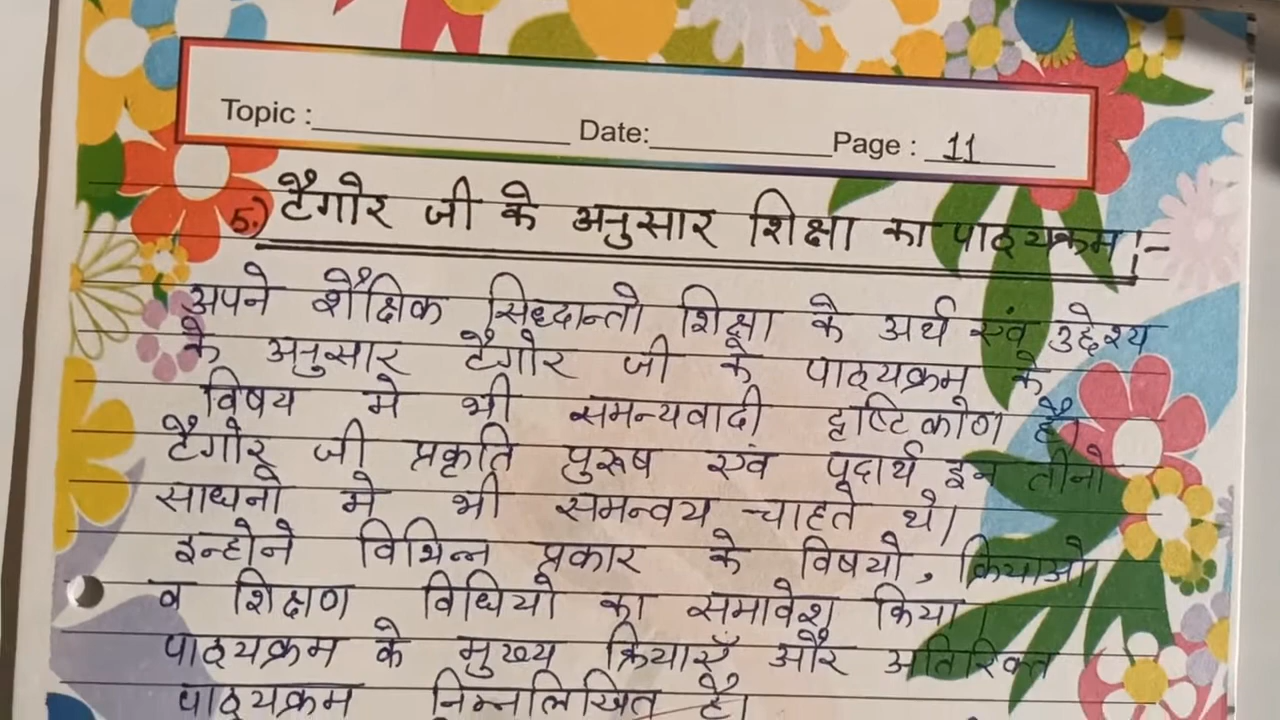 Topic : Date: Page : 11
5.) टैगोर जी के अनुसार शिक्षा का पाठ्यक्रम !-
अपने शैक्षिक सिध्दान्तो शिक्षा के अर्थ एवं उद्देश्य
के अनुसार टैगोर जी के पाठ्यक्रम के
विषय मे भी समन्यवादी दृष्टिकोण है।
टैगोर जी प्रकृति पुरूष एवं पदार्थ इन तीनो
साधनो मे भी समन्वय चाहते थे।
इन्होने विभिन्न प्रकार के विषयो, क्रियाओ
व शिक्षण विधियो का समावेश किया।
पाठ्यक्रम के मुख्य क्रियाएँ और अतिरिक्त
पाठ्यक्रम निम्नलिखित है।